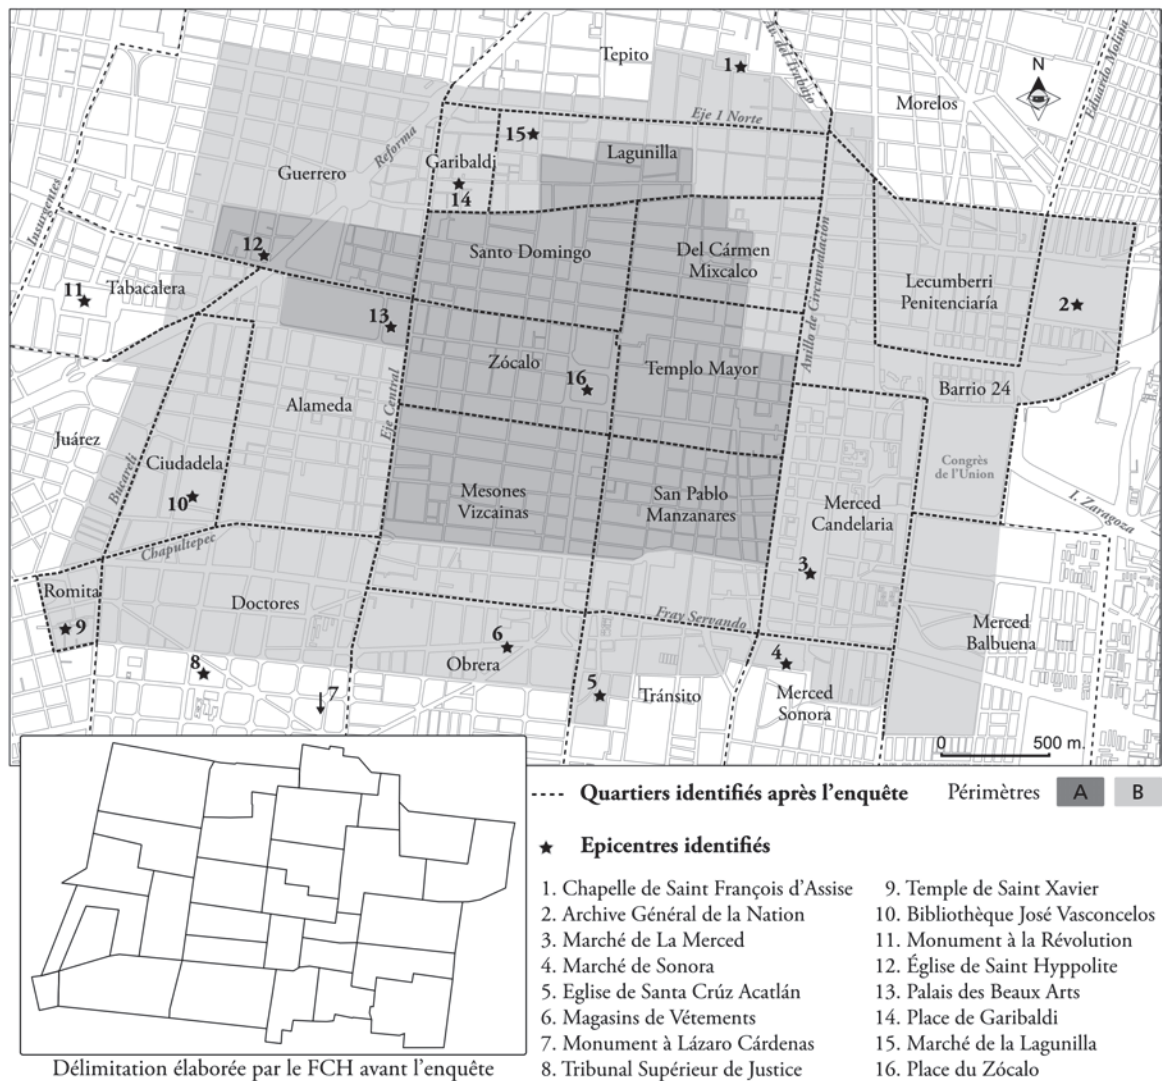 Tepito
1
Av. del Trabajo
Eduardo Molina
N
Morelos
Eje 1 Norte
15
Reforma
Garibaldi
Lagunilla
Guerrero
14
Insurgentes
12
Santo Domingo
Del Cármen
Mixcalco
Anillo de Circunvalación
Lecumberri
Penitenciaría
11
Tabacalera
2
13
Zócalo
16
Templo Mayor
Barrio 24
Alameda
Eje Central
Juárez
Bucareli
Ciudadela
10
Mesones
Vizcainas
San Pablo
Manzanares
Merced
Candelaria
Congrès
de l'Union
I. Zaragoza
Chapultepec
3
Romita
9
Doctores
Fray Servando
6
Obrera
Merced
Balbuena
8
7
5
Tránsito
4
Merced
Sonora
0 500 m.
Quartiers identifiés après l'enquête
Périmètres A B
Epicentres identifiés
1. Chapelle de Saint François d'Assise
2. Archive Général de la Nation
3. Marché de La Merced
4. Marché de Sonora
5. Eglise de Santa Crúz Acatlán
6. Magasins de Vétements
7. Monument à Lázaro Cárdenas
8. Tribunal Supérieur de Justice
9. Temple de Saint Xavier
10. Bibliothèque José Vasconcelos
11. Monument à la Révolution
12. Église de Saint Hyppolite
13. Palais des Beaux Arts
14. Place de Garibaldi
15. Marché de la Lagunilla
16. Place du Zócalo
Délimitation élaborée par le FCH avant l'enquête